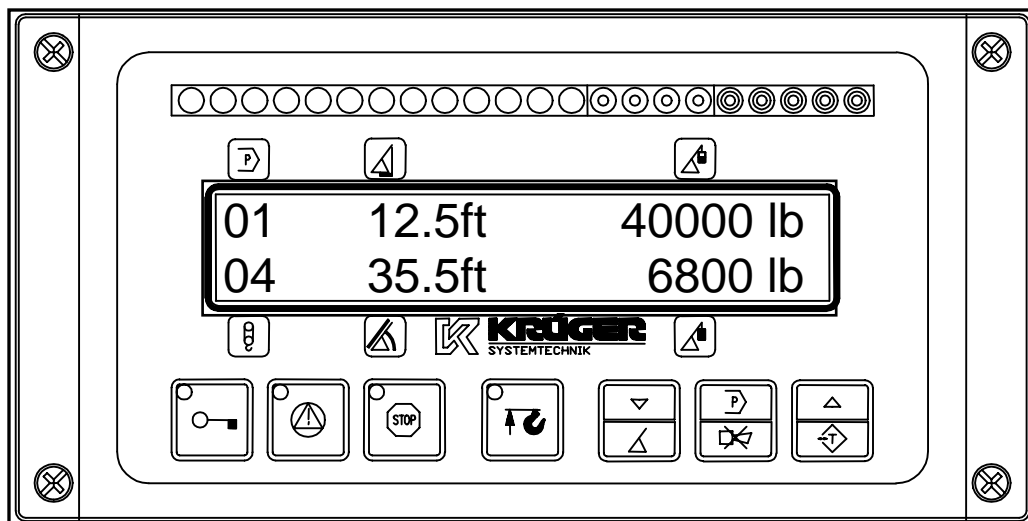 P
01 12.5ft 40000 lb
04 35.5ft 6800 lb
K KRÜGER
SYSTEMTECHNIK
STOP
P
T